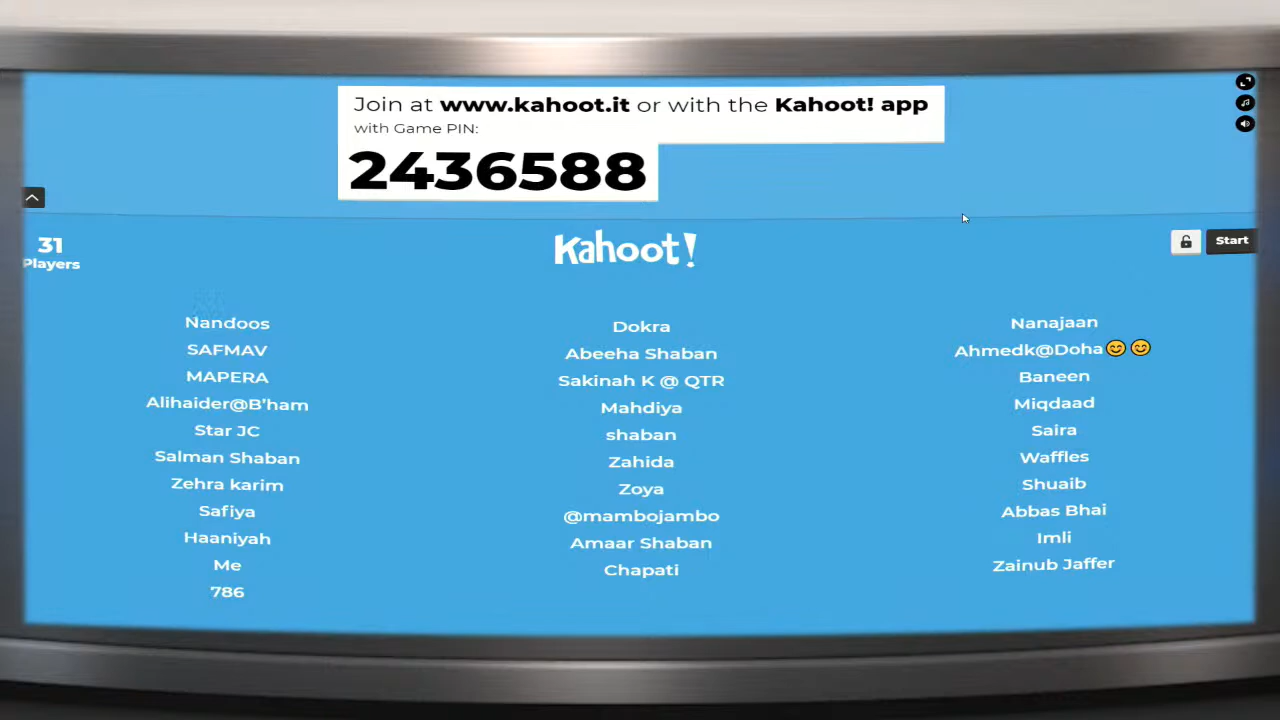 Join at www.kahoot.it or with the Kahoot! app
with Game PIN:
2436588
31
Players
Kahoot!
Start
Nandoos
SAFMAV
MAPERA
Alihaider@B'ham
Star JC
Salman Shaban
Zehra karim
Safiya
Haaniyah
Me
786
Dokra
Abeeha Shaban
Sakinah K @ QTR
Mahdiya
shaban
Zahida
Zoya
@mambojambo
Amaar Shaban
Chapati
Nanajaan
Ahmedk@Doha😊😊
Baneen
Miqdaad
Saira
Waffles
Shuaib
Abbas Bhai
Imli
Zainub Jaffer